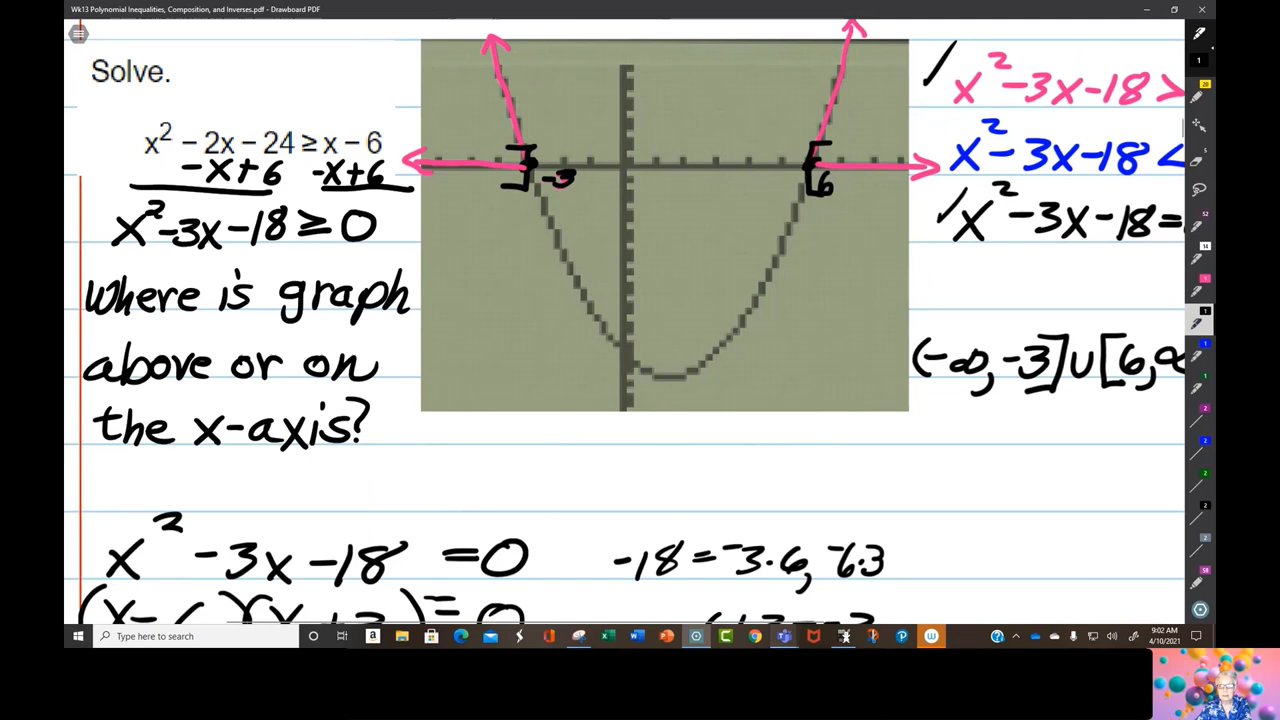 Wk13 Polynomial Inequalities, Composition, and Inverses.pdf - Drawboard PDF
Solve.
x² − 2x − 24 ≥ x − 6
-x+6 -x+6
x²-3x-18 ≥ 0
where is graph
above or on
the x-axis?
-3
6
x²-3x-18 >
x²-3x-18 <
x²-3x-18=
(-∞, -3] ∪ [6, ∞
x² -3x -18 =0
-18 = -3·6, -6·3
Type here to search
9:02 AM
4/10/2021